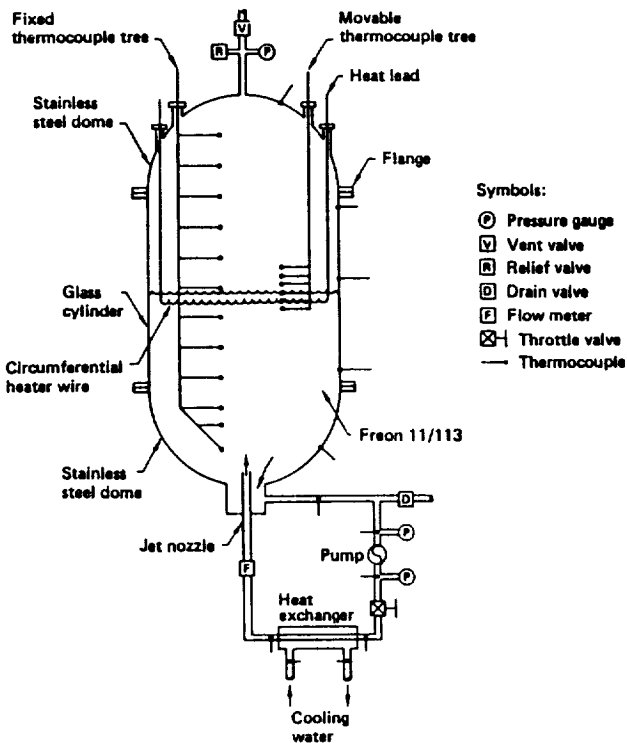 Fixed
thermocouple tree
Movable
thermocouple tree
V
R
P
Heat lead
Stainless
steel dome
Flange
Symbols:
P Pressure gauge
V Vent valve
R Relief valve
D Drain valve
F Flow meter
Throttle valve
Thermocouple
Glass
cylinder
Circumferential
heater wire
Freon 11/113
Stainless
steel dome
D
Jet nozzle
P
Pump
F
P
Heat
exchanger
Cooling
water